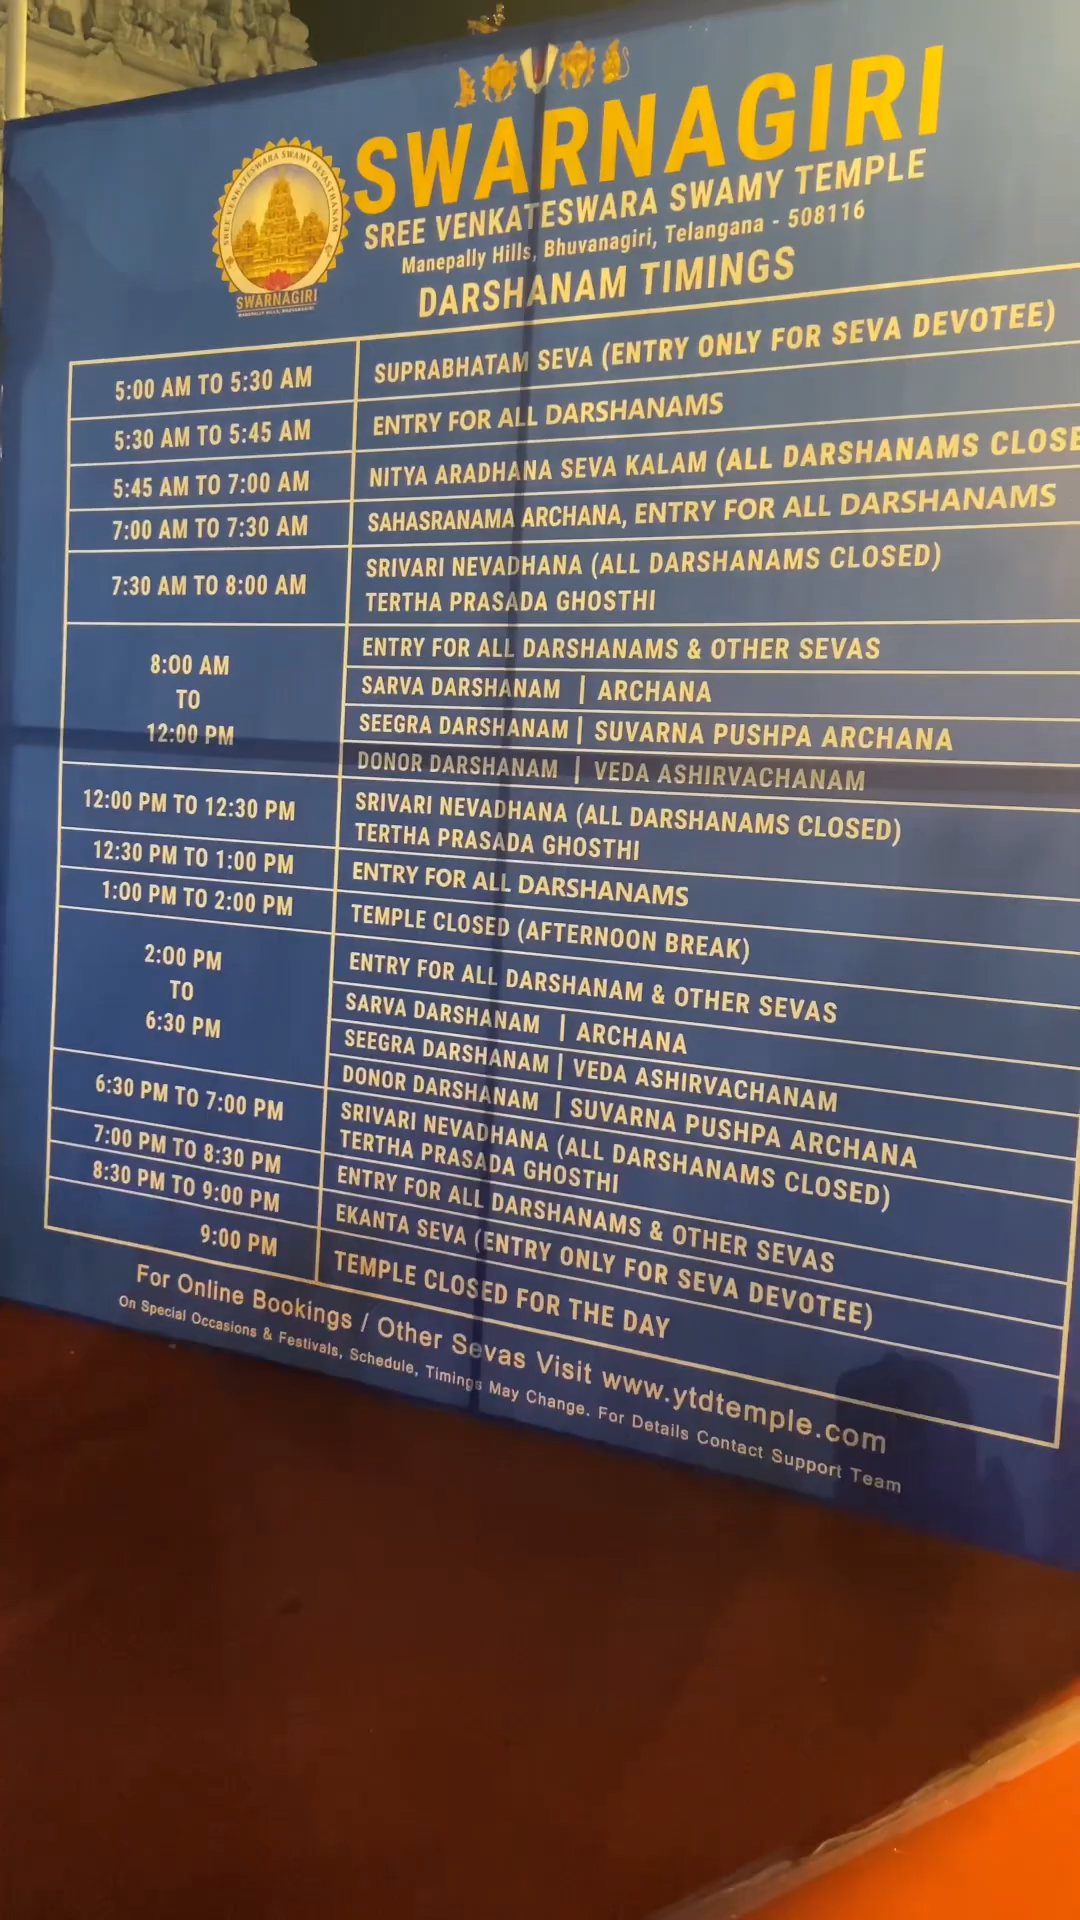 SWARNAGIRI
SREE VENKATESWARA SWAMY TEMPLE
Manepally Hills, Bhuvanagiri, Telangana - 508116
DARSHANAM TIMINGS
SREE VENKATESWARA SWAMY DEVASTHANAM
SWARNAGIRI
MANEPALLY HILLS, BHUVANAGIRI
5:00 AM TO 5:30 AM SUPRABHATAM SEVA (ENTRY ONLY FOR SEVA DEVOTEE)
5:30 AM TO 5:45 AM ENTRY FOR ALL DARSHANAMS
5:45 AM TO 7:00 AM NITYA ARADHANA SEVA KALAM (ALL DARSHANAMS CLOSE
7:00 AM TO 7:30 AM SAHASRANAMA ARCHANA, ENTRY FOR ALL DARSHANAMS
7:30 AM TO 8:00 AM SRIVARI NEVADHANA (ALL DARSHANAMS CLOSED)
TERTHA PRASADA GHOSTHI
8:00 AM
TO
12:00 PM
ENTRY FOR ALL DARSHANAMS & OTHER SEVAS
SARVA DARSHANAM | ARCHANA
SEEGRA DARSHANAM | SUVARNA PUSHPA ARCHANA
DONOR DARSHANAM | VEDA ASHIRVACHANAM
12:00 PM TO 12:30 PM SRIVARI NEVADHANA (ALL DARSHANAMS CLOSED)
TERTHA PRASADA GHOSTHI
12:30 PM TO 1:00 PM ENTRY FOR ALL DARSHANAMS
1:00 PM TO 2:00 PM TEMPLE CLOSED (AFTERNOON BREAK)
2:00 PM
TO
6:30 PM
ENTRY FOR ALL DARSHANAM & OTHER SEVAS
SARVA DARSHANAM | ARCHANA
SEEGRA DARSHANAM | VEDA ASHIRVACHANAM
DONOR DARSHANAM | SUVARNA PUSHPA ARCHANA
6:30 PM TO 7:00 PM SRIVARI NEVADHANA (ALL DARSHANAMS CLOSED)
TERTHA PRASADA GHOSTHI
7:00 PM TO 8:30 PM ENTRY FOR ALL DARSHANAMS & OTHER SEVAS
8:30 PM TO 9:00 PM EKANTA SEVA (ENTRY ONLY FOR SEVA DEVOTEE)
9:00 PM TEMPLE CLOSED FOR THE DAY
For Online Bookings / Other Sevas Visit www.ytdtemple.com
On Special Occasions & Festivals, Schedule, Timings May Change. For Details Contact Support Team